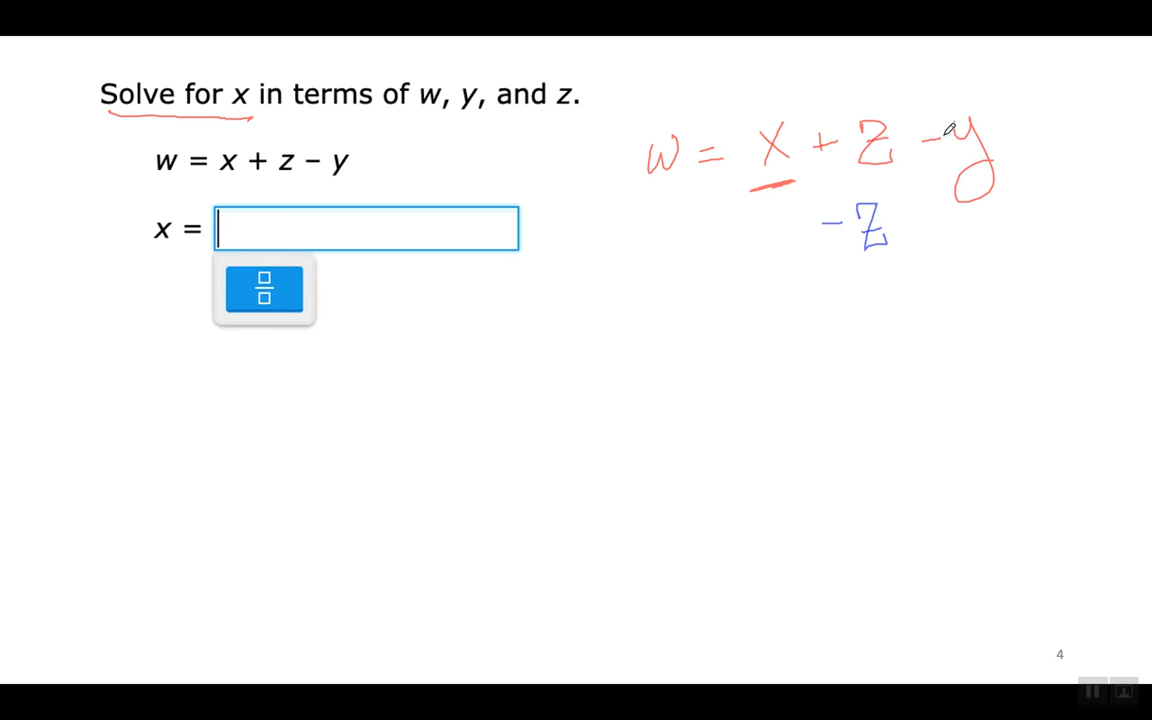 Solve for x in terms of w, y, and z.
w = x + z – y
x =
w = x + z - y
- z
4